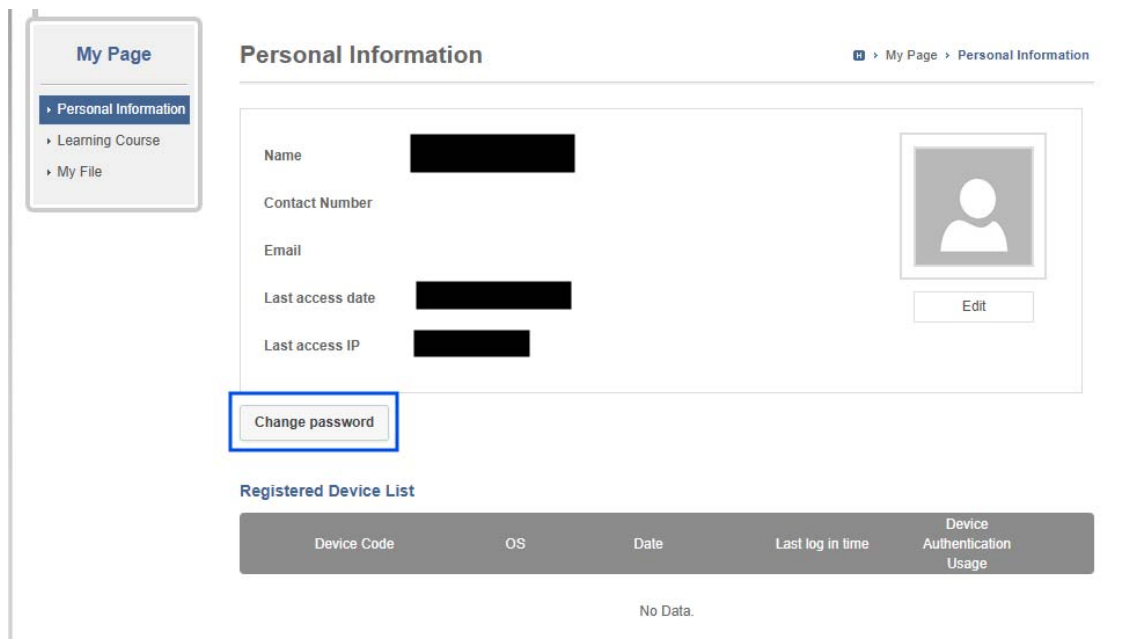 My Page
Personal Information
Learning Course
My File
Personal Information
H › My Page › Personal Information
Name
Contact Number
Email
Last access date
Last access IP
Edit
Change password
Registered Device List
Device Code OS Date Last log in time Device Authentication Usage
No Data.